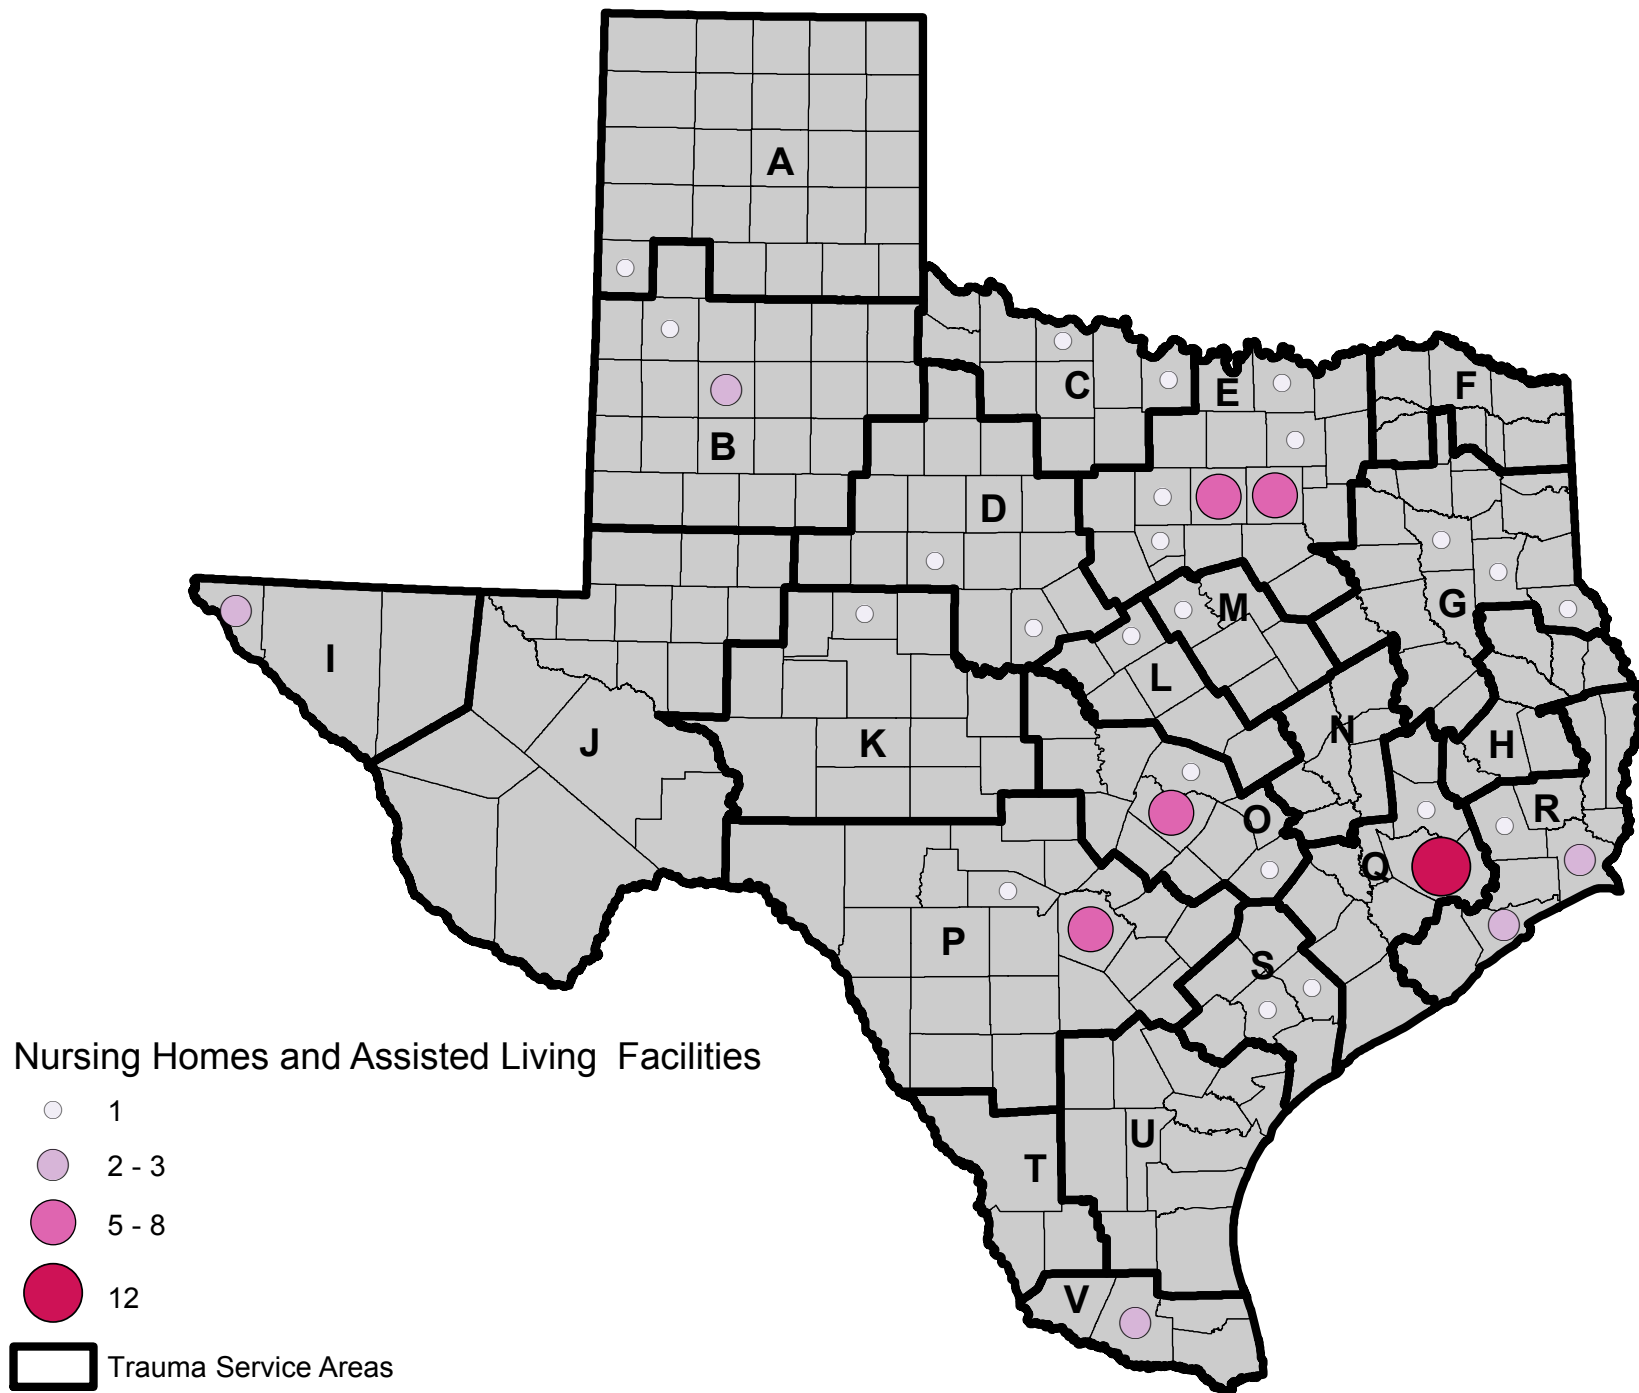 A
C
E
F
B
D
M
G
I
L
J
K
N
H
O
R
Q
P
S
Nursing Homes and Assisted Living Facilities
1
U
2 - 3
T
5 - 8
12
V
Trauma Service Areas